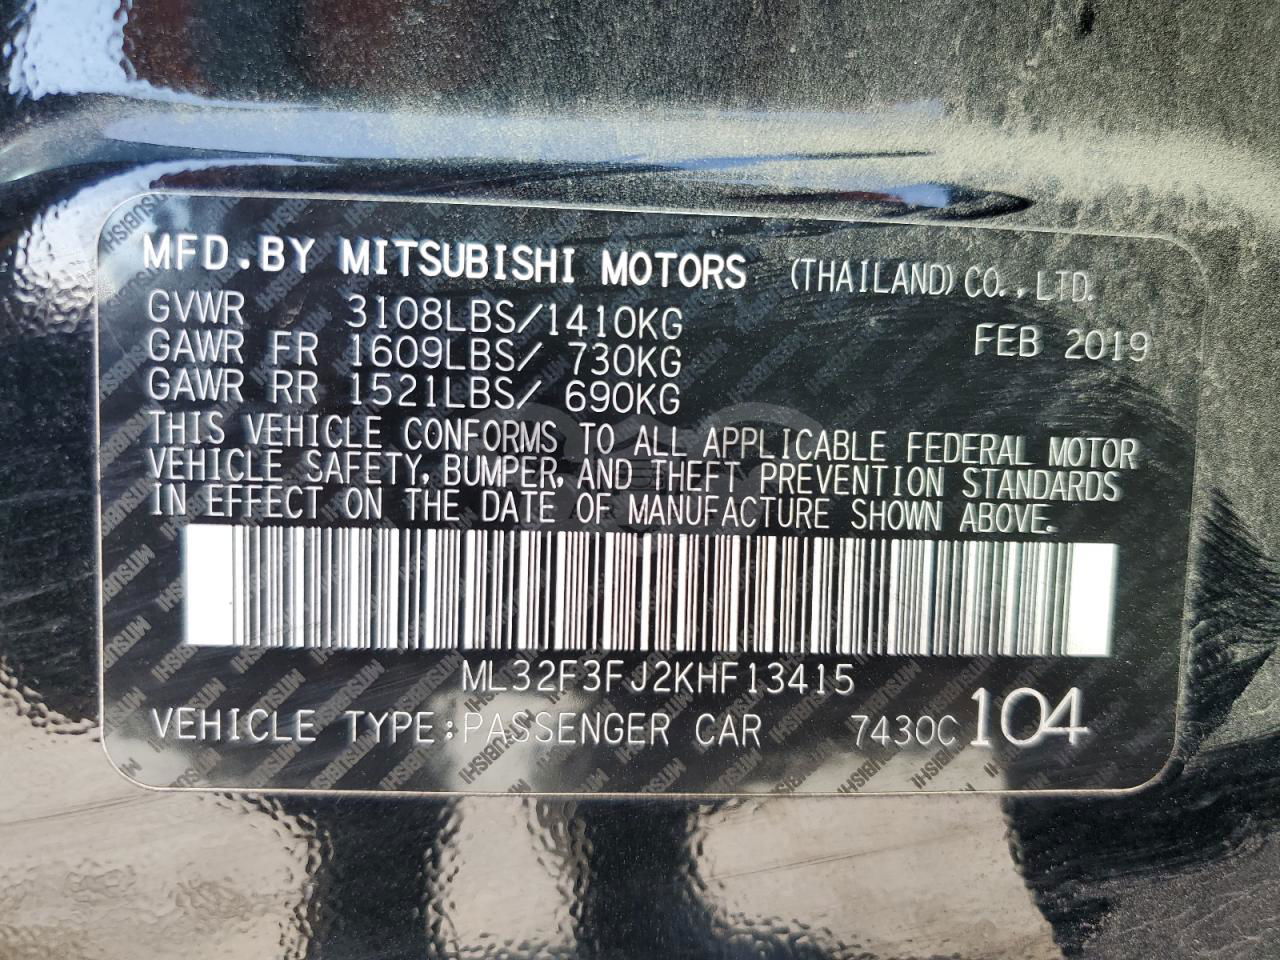 MFD.BY MITSUBISHI MOTORS (THAILAND) CO.,LTD.
GVWR 3108LBS/1410KG FEB 2019
GAWR FR 1609LBS/ 730KG
GAWR RR 1521LBS/ 690KG
THIS VEHICLE CONFORMS TO ALL APPLICABLE FEDERAL MOTOR
VEHICLE SAFETY, BUMPER, AND THEFT PREVENTION STANDARDS
IN EFFECT ON THE DATE OF MANUFACTURE SHOWN ABOVE.
ML32F3FJ2KHF13415
VEHICLE TYPE:PASSENGER CAR 7430C 104